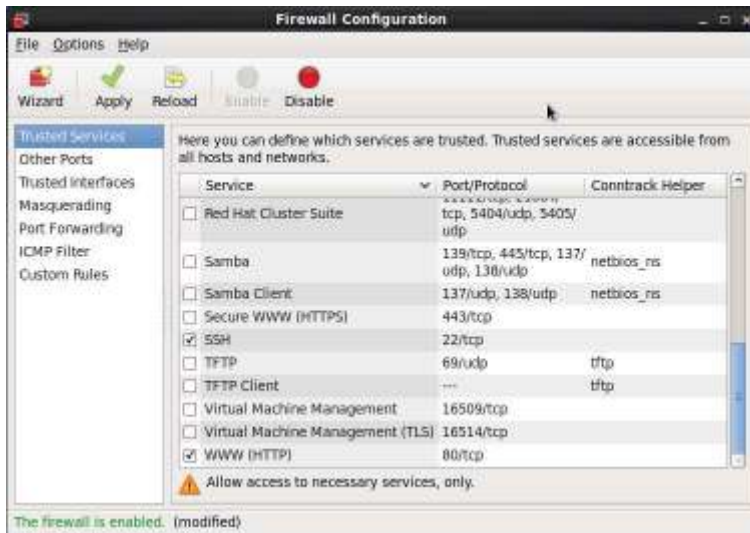 Firewall Configuration
File Options Help
Wizard Apply Reload Enable Disable
Trusted Services
Other Ports
Trusted Interfaces
Masquerading
Port Forwarding
ICMP Filter
Custom Rules
Here you can define which services are trusted. Trusted services are accessible from
all hosts and networks.
Service Port/Protocol Conntrack Helper
Red Hat Cluster Suite
tcp, 5404/udp, 5405/
udp
Samba 139/tcp, 445/tcp, 137/
udp, 138/udp netbios_ns
Samba Client 137/udp, 138/udp netbios_ns
Secure WWW (HTTPS) 443/tcp
SSH 22/tcp
TFTP 69/udp tftp
TFTP Client --- tftp
Virtual Machine Management 16509/tcp
Virtual Machine Management (TLS) 16514/tcp
WWW (HTTP) 80/tcp
Allow access to necessary services, only.
The firewall is enabled. (modified)